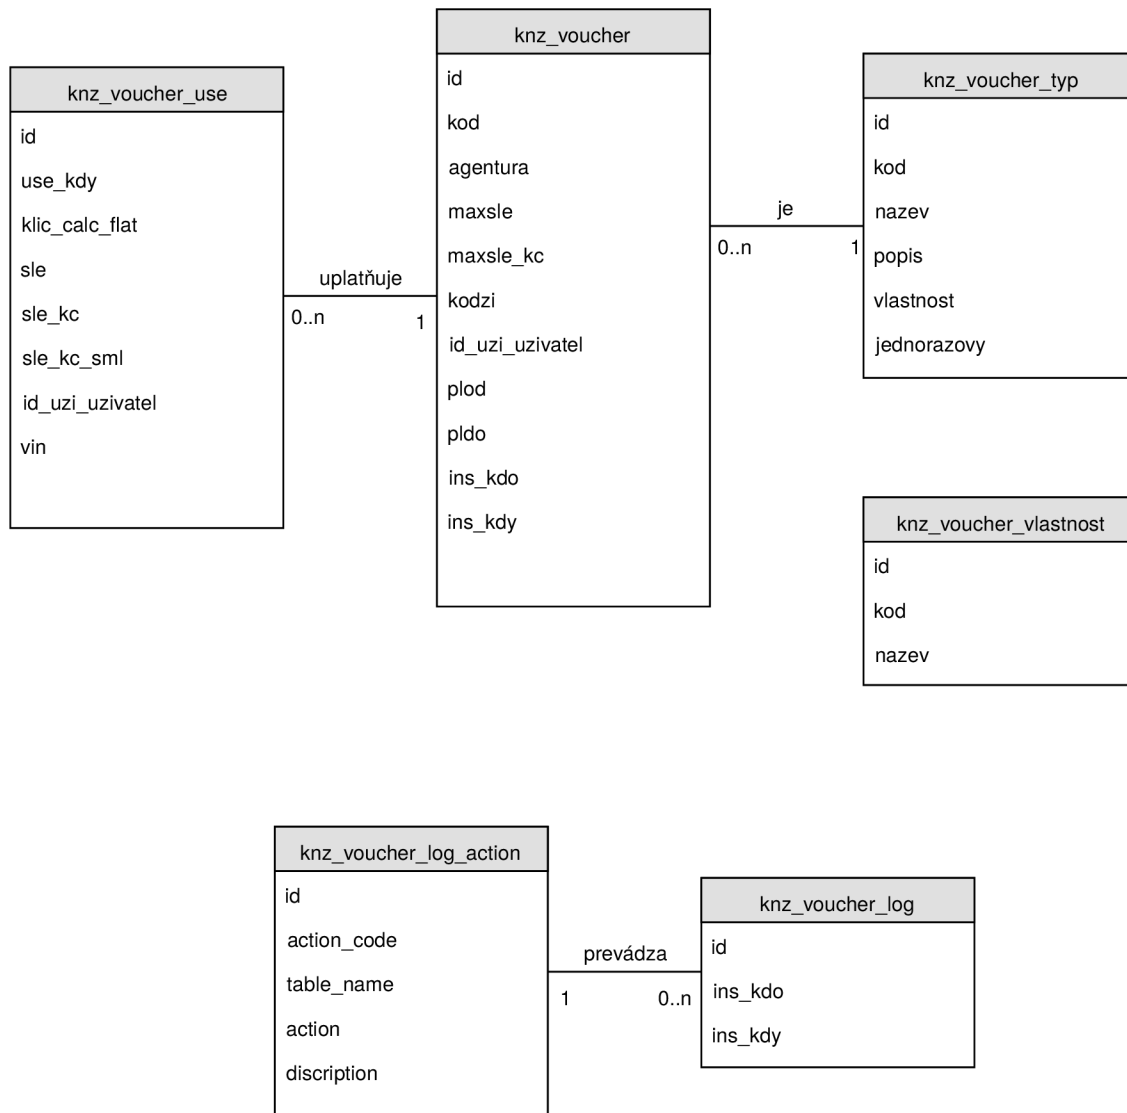 knz_voucher_use
id
use_kdy
klic_calc_flat
sle
sle_kc
sle_kc_sml
id_uzi_uzivatel
vin
uplatňuje
0..n
1
knz_voucher
id
kod
agentura
maxsle
maxsle_kc
kodzi
id_uzi_uzivatel
plod
pldo
ins_kdo
ins_kdy
je
0..n
1
knz_voucher_typ
id
kod
nazev
popis
vlastnost
jednorazovy
knz_voucher_vlastnost
id
kod
nazev
knz_voucher_log_action
id
action_code
table_name
action
discription
prevádza
1
0..n
knz_voucher_log
id
ins_kdo
ins_kdy